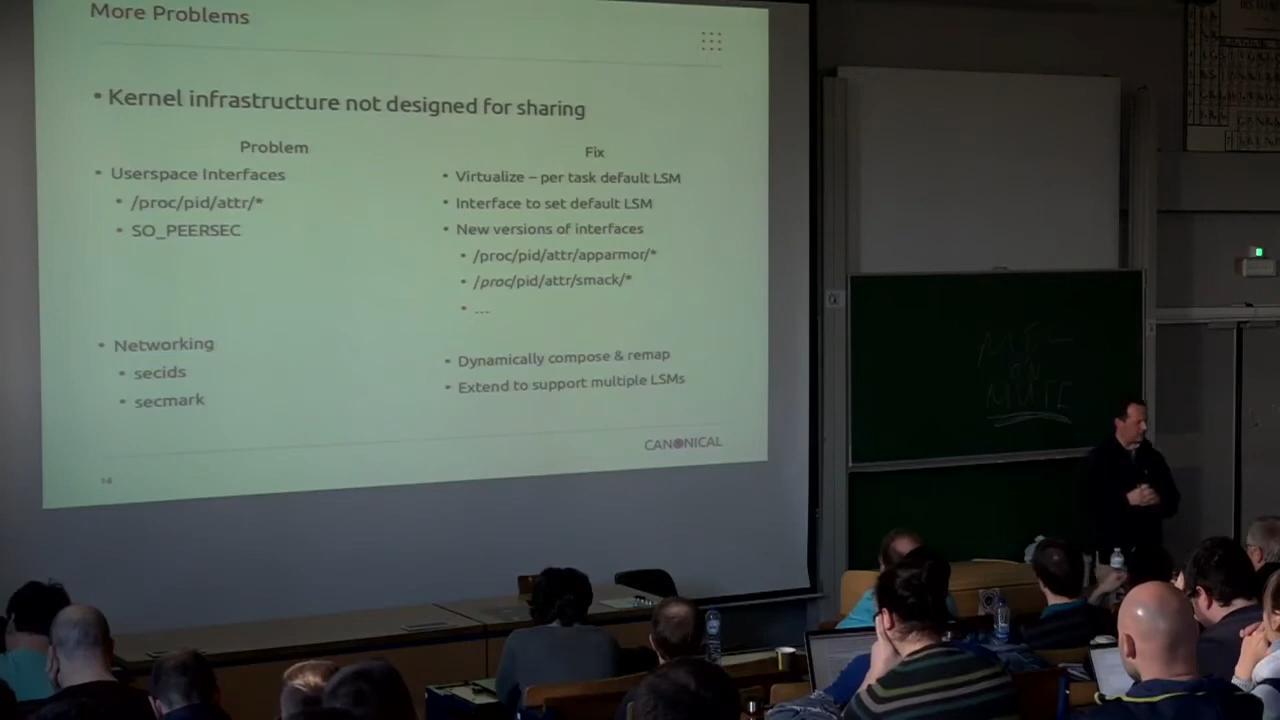 More Problems
• Kernel infrastructure not designed for sharing
Problem
• Userspace Interfaces
• /proc/pid/attr/*
• SO_PEERSEC
• Networking
• secids
• secmark
Fix
• Virtualize – per task default LSM
• Interface to set default LSM
• New versions of interfaces
• /proc/pid/attr/apparmor/*
• /proc/pid/attr/smack/*
• ....
• Dynamically compose & remap
• Extend to support multiple LSMs
CANONICAL
ON
MUTE